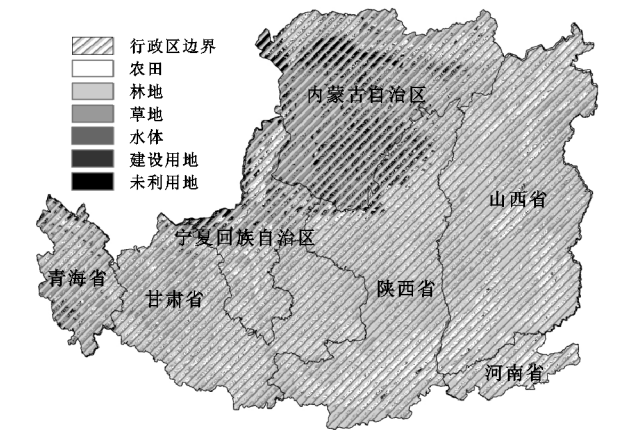 行政区边界
农田
林地
草地
水体
建设用地
未利用地
内蒙古自治区
山西省
宁夏回族自治区
青海省
甘肃省
陕西省
河南省